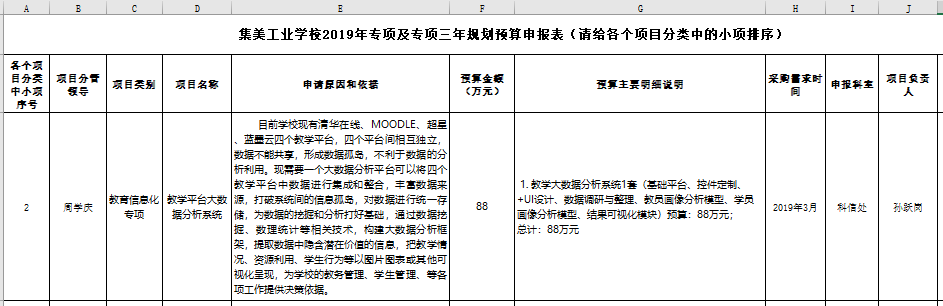 A B C D E F G H I J
集美工业学校2019年专项及专项三年规划预算申报表（请给各个项目分类中的小项排序）
各个项
目分类
中小项
序号
项目分管
领导
项目类别
项目名称
申请原因和依据
预算金额
（万元）
预算主要明细说明
采购需求时
间
申报科室
项目负责
人
2
周学庆
教育信息化
专项
教学平台大数
据分析系统
目前学校现有清华在线、MOODLE、超星
、蓝墨云四个教学平台，四个平台间相互独立，
数据不能共享，形成数据孤岛，不利于数据的分
析利用。现需要一个大数据分析平台可以将四个
教学平台中数据进行集成和整合，丰富数据来
源，打破系统间的信息孤岛，对数据进行统一存
储，为数据的挖掘和分析打好基础，通过数据挖
掘、数理统计等相关技术，构建大数据分析框
架，提取数据中隐含潜在价值的信息，把教学情
况、资源利用、学生行为等以图片图表或其他可
视化呈现，为学校的教务管理、学生管理、等各
项工作提供决策依据。
88
1. 教学大数据分析系统1套（基础平台、控件定制、
+UI设计、数据调研与整理、教员画像分析模型、学员
画像分析模型、结果可视化模块）预算：88万元；
总计：88万元
2019年3月
科信处
孙跃岗